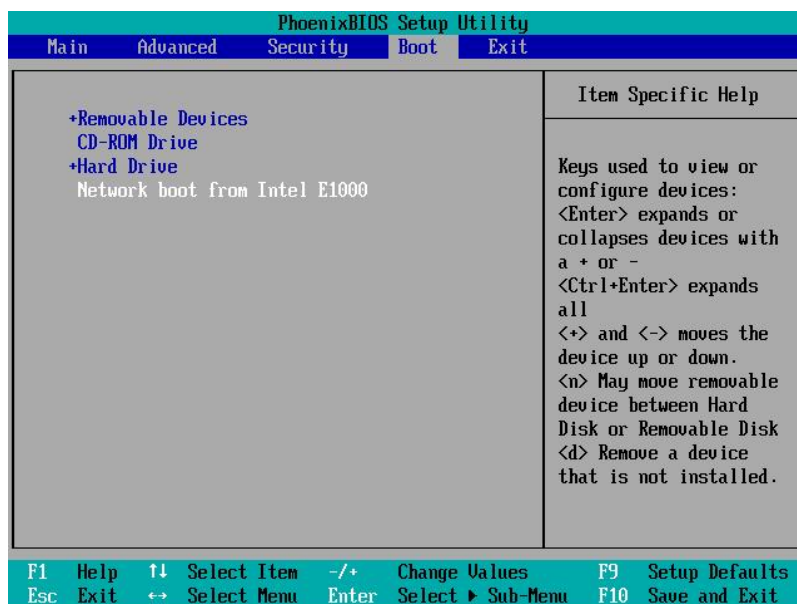 PhoenixBIOS Setup Utility
Main Advanced Security Boot Exit
+Removable Devices
CD-ROM Drive
+Hard Drive
Network boot from Intel E1000
Item Specific Help
Keys used to view or
configure devices:
<Enter> expands or
collapses devices with
a + or -
<Ctrl+Enter> expands
all
<+> and <-> moves the
device up or down.
<n> May move removable
device between Hard
Disk or Removable Disk
<d> Remove a device
that is not installed.
F1 Help ↑↓ Select Item -/+ Change Values F9 Setup Defaults
Esc Exit ↔ Select Menu Enter Select ▶ Sub-Menu F10 Save and Exit